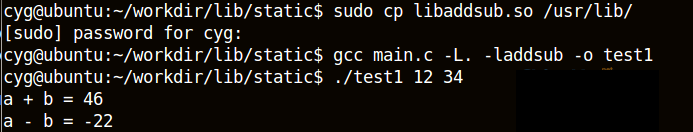 cyg@ubuntu:~/workdir/lib/static$ sudo cp libaddsub.so /usr/lib/
[sudo] password for cyg:
cyg@ubuntu:~/workdir/lib/static$ gcc main.c -L. -laddsub -o test1
cyg@ubuntu:~/workdir/lib/static$ ./test1 12 34
a + b = 46
a - b = -22